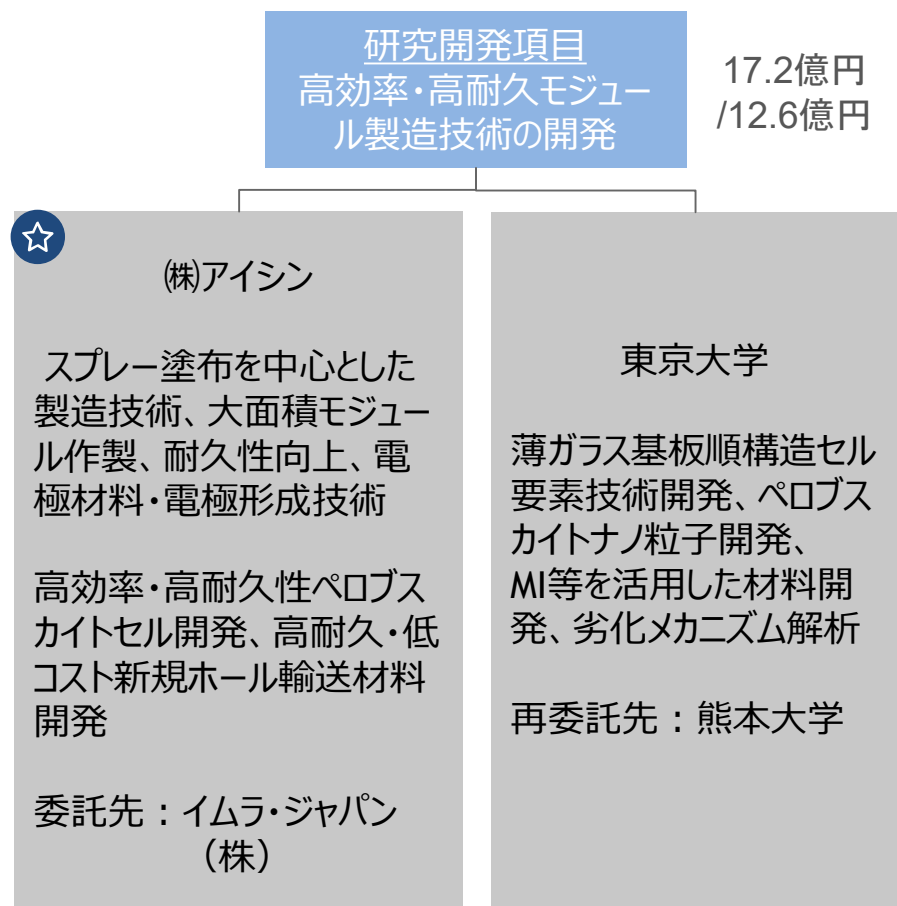 研究開発項目
高効率・高耐久モジュー
ル製造技術の開発
17.2億円
/12.6億円
㈱アイシン
スプレー塗布を中心とした
製造技術、大面積モジュー
ル作製、耐久性向上、電
極材料・電極形成技術
高効率・高耐久性ペロブス
カイトセル開発、高耐久・低
コスト新規ホール輸送材料
開発
委託先：イムラ・ジャパン
（株）
東京大学
薄ガラス基板順構造セル
要素技術開発、ペロブス
カイトナノ粒子開発、
MI等を活用した材料開
発、劣化メカニズム解析
再委託先：熊本大学